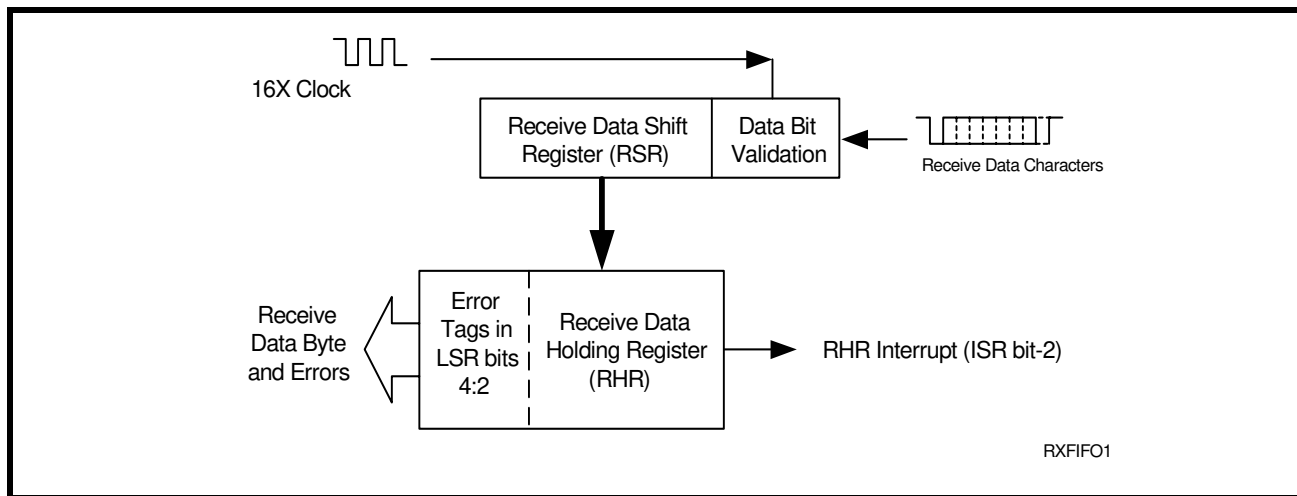 16X Clock
Receive Data Shift
Register (RSR)
Data Bit
Validation
Receive Data Characters
Receive
Data Byte
and Errors
Error
Tags in
LSR bits
4:2
Receive Data
Holding Register
(RHR)
RHR Interrupt (ISR bit-2)
RXFIFO1